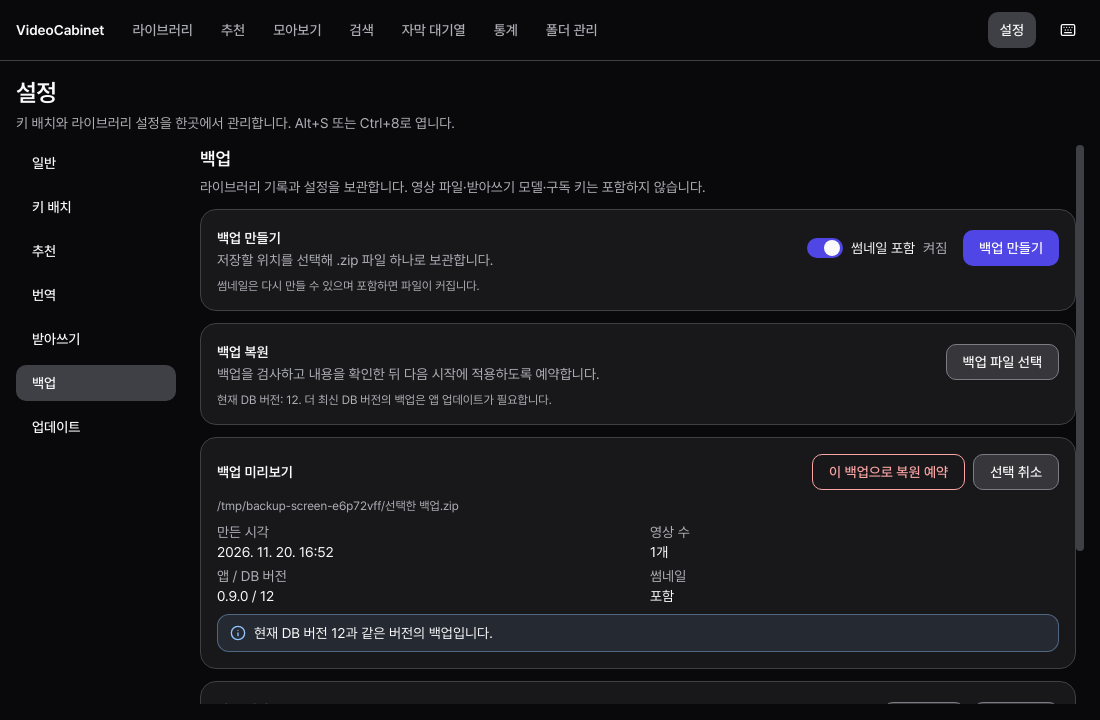 VideoCabinet 라이브러리 추천 모아보기 검색 자막 대기열 통계 폴더 관리 설정
설정
키 배치와 라이브러리 설정을 한곳에서 관리합니다. Alt+S 또는 Ctrl+8로 엽니다.
일반
키 배치
추천
번역
받아쓰기
백업
업데이트
백업
라이브러리 기록과 설정을 보관합니다. 영상 파일·받아쓰기 모델·구독 키는 포함하지 않습니다.
백업 만들기
저장할 위치를 선택해 .zip 파일 하나로 보관합니다.
썸네일은 다시 만들 수 있으며 포함하면 파일이 커집니다.
썸네일 포함 켜짐 백업 만들기
백업 복원
백업을 검사하고 내용을 확인한 뒤 다음 시작에 적용하도록 예약합니다.
현재 DB 버전: 12. 더 최신 DB 버전의 백업은 앱 업데이트가 필요합니다.
백업 파일 선택
백업 미리보기 이 백업으로 복원 예약 선택 취소
/tmp/backup-screen-e6p72vff/선택한 백업.zip
만든 시각 영상 수
2026. 11. 20. 16:52 1개
앱 / DB 버전 썸네일
0.9.0 / 12 포함
현재 DB 버전 12과 같은 버전의 백업입니다.